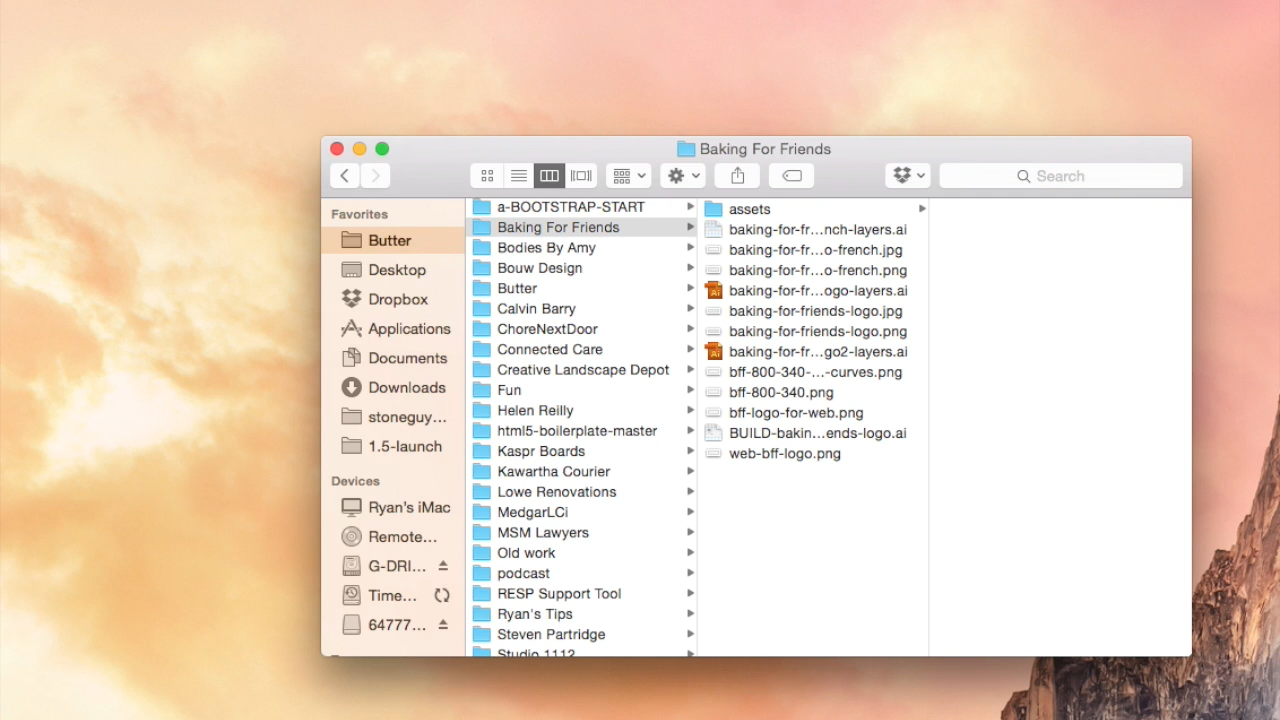 Baking For Friends
Search
Favorites
Butter
Desktop
Dropbox
Applications
Documents
Downloads
stoneguy...
1.5-launch
Devices
Ryan's iMac
Remote...
G-DRI...
Time...
64777...
a-BOOTSTRAP-START
Baking For Friends
Bodies By Amy
Bouw Design
Butter
Calvin Barry
ChoreNextDoor
Connected Care
Creative Landscape Depot
Fun
Helen Reilly
html5-boilerplate-master
Kaspr Boards
Kawartha Courier
Lowe Renovations
MedgarLCi
MSM Lawyers
Old work
podcast
RESP Support Tool
Ryan's Tips
Steven Partridge
Studio 1112
assets
baking-for-fr...nch-layers.ai
baking-for-fr...o-french.jpg
baking-for-fr...o-french.png
baking-for-fr...ogo-layers.ai
baking-for-friends-logo.jpg
baking-for-friends-logo.png
baking-for-fr...go2-layers.ai
bff-800-340-...-curves.png
bff-800-340.png
bff-logo-for-web.png
BUILD-bakin...ends-logo.ai
web-bff-logo.png